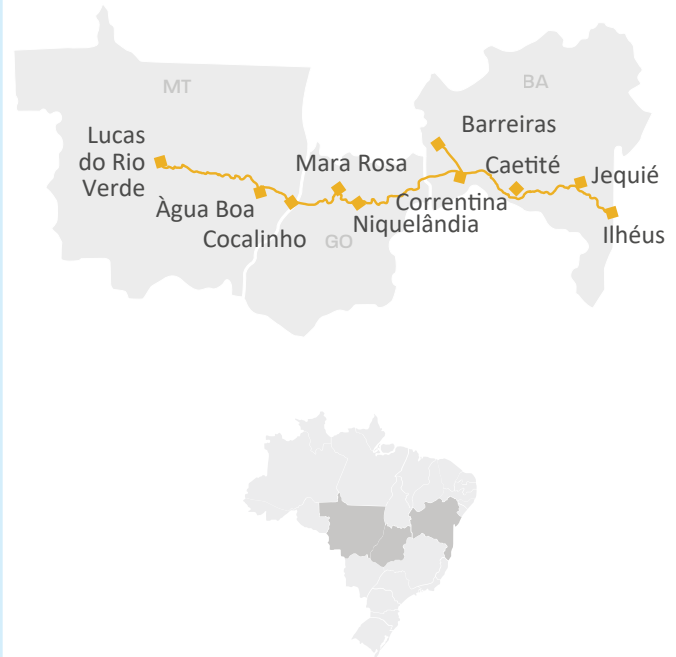 MT
BA
Lucas
do Rio
Verde
Barreiras
Mara Rosa
Caetité
Jequié
Àgua Boa
Correntina
Niquelândia
Cocalinho
GO
Ilhéus